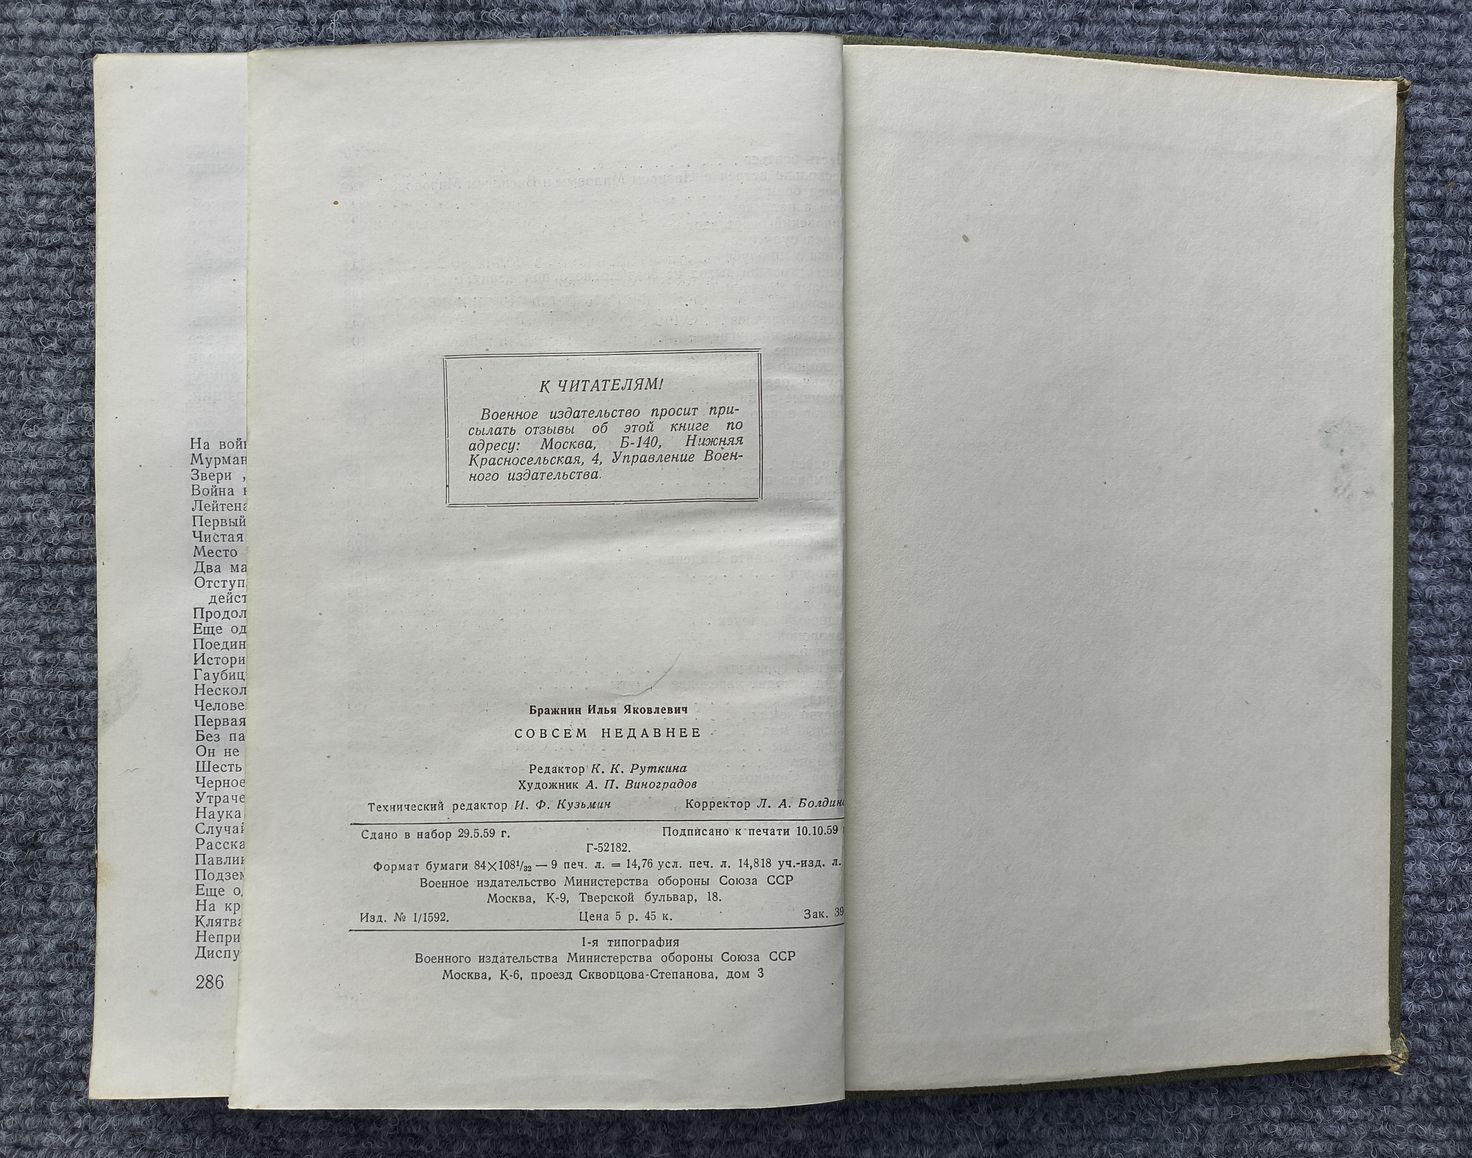 На
Мурман
Звери
Война
Лейтена
Первый
Чистая
Место
Два ма
Отступ
дейст
Продол
Еще од
Поедин
Истори
Гаубиц
Нескол
Челове
Первая
Без па
Он не
Шесть
Черное
Утраче
Наука
Случай
Расска
Павлин
Подзем
Еще о
На кр
Клятва
Непри
Диспу
286
К ЧИТАТЕЛЯМ!
Военное издательство просит при-
сылать отзывы об этой книге по
адресу: Москва, Б-140, Нижняя
Красносельская, 4, Управление Воен-
ного издательства.
Бражнин Илья Яковлевич
СОВСЕМ НЕДАВНЕЕ
Редактор К. К. Руткина
Художник А. П. Виноградов
Технический редактор И. Ф. Кузьмин Корректор Л. А. Болдин
Сдано в набор 29.5.59 г. Подписано к печати 10.10.59
Г-52182.
Формат бумаги 84×108¹/₃₂ — 9 печ. л. = 14,76 усл. печ. л. 14,818 уч.-изд. л.
Военное издательство Министерства обороны Союза ССР
Москва, К-9, Тверской бульвар, 18.
Изд. № 1/1592. Цена 5 р. 45 к. Зак. 39
1-я типография
Военного издательства Министерства обороны Союза ССР
Москва, К-6, проезд Скворцова-Степанова, дом 3